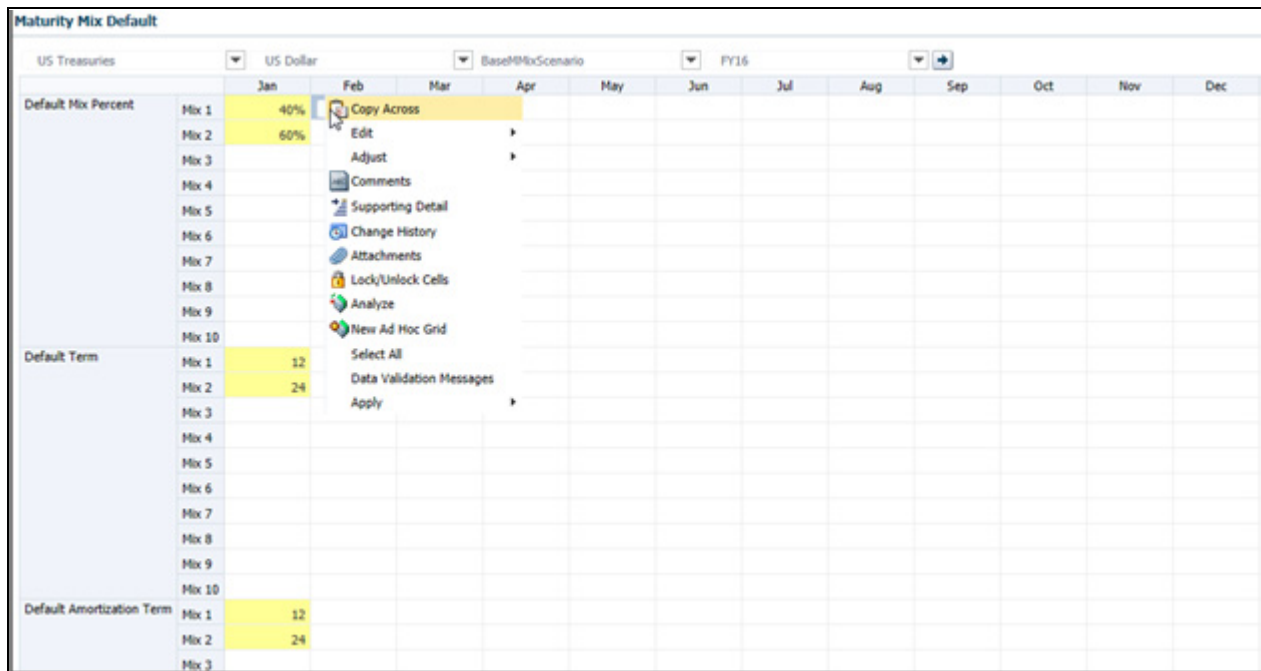 Maturity Mix Default
US Treasuries US Dollar BaseMMixScenario FY16
Jan Feb Mar Apr May Jun Jul Aug Sep Oct Nov Dec
Default Mix Percent Mix 1 40% Copy Across
Mix 2 60% Edit
Mix 3 Adjust
Mix 4 Comments
Mix 5 Supporting Detail
Mix 6 Change History
Mix 7 Attachments
Mix 8 Lock/Unlock Cells
Mix 9 Analyze
Mix 10 New Ad Hoc Grid
Default Term Mix 1 12 Select All
Mix 2 24 Data Validation Messages
Mix 3 Apply
Mix 4
Mix 5
Mix 6
Mix 7
Mix 8
Mix 9
Mix 10
Default Amortization Term Mix 1 12
Mix 2 24
Mix 3